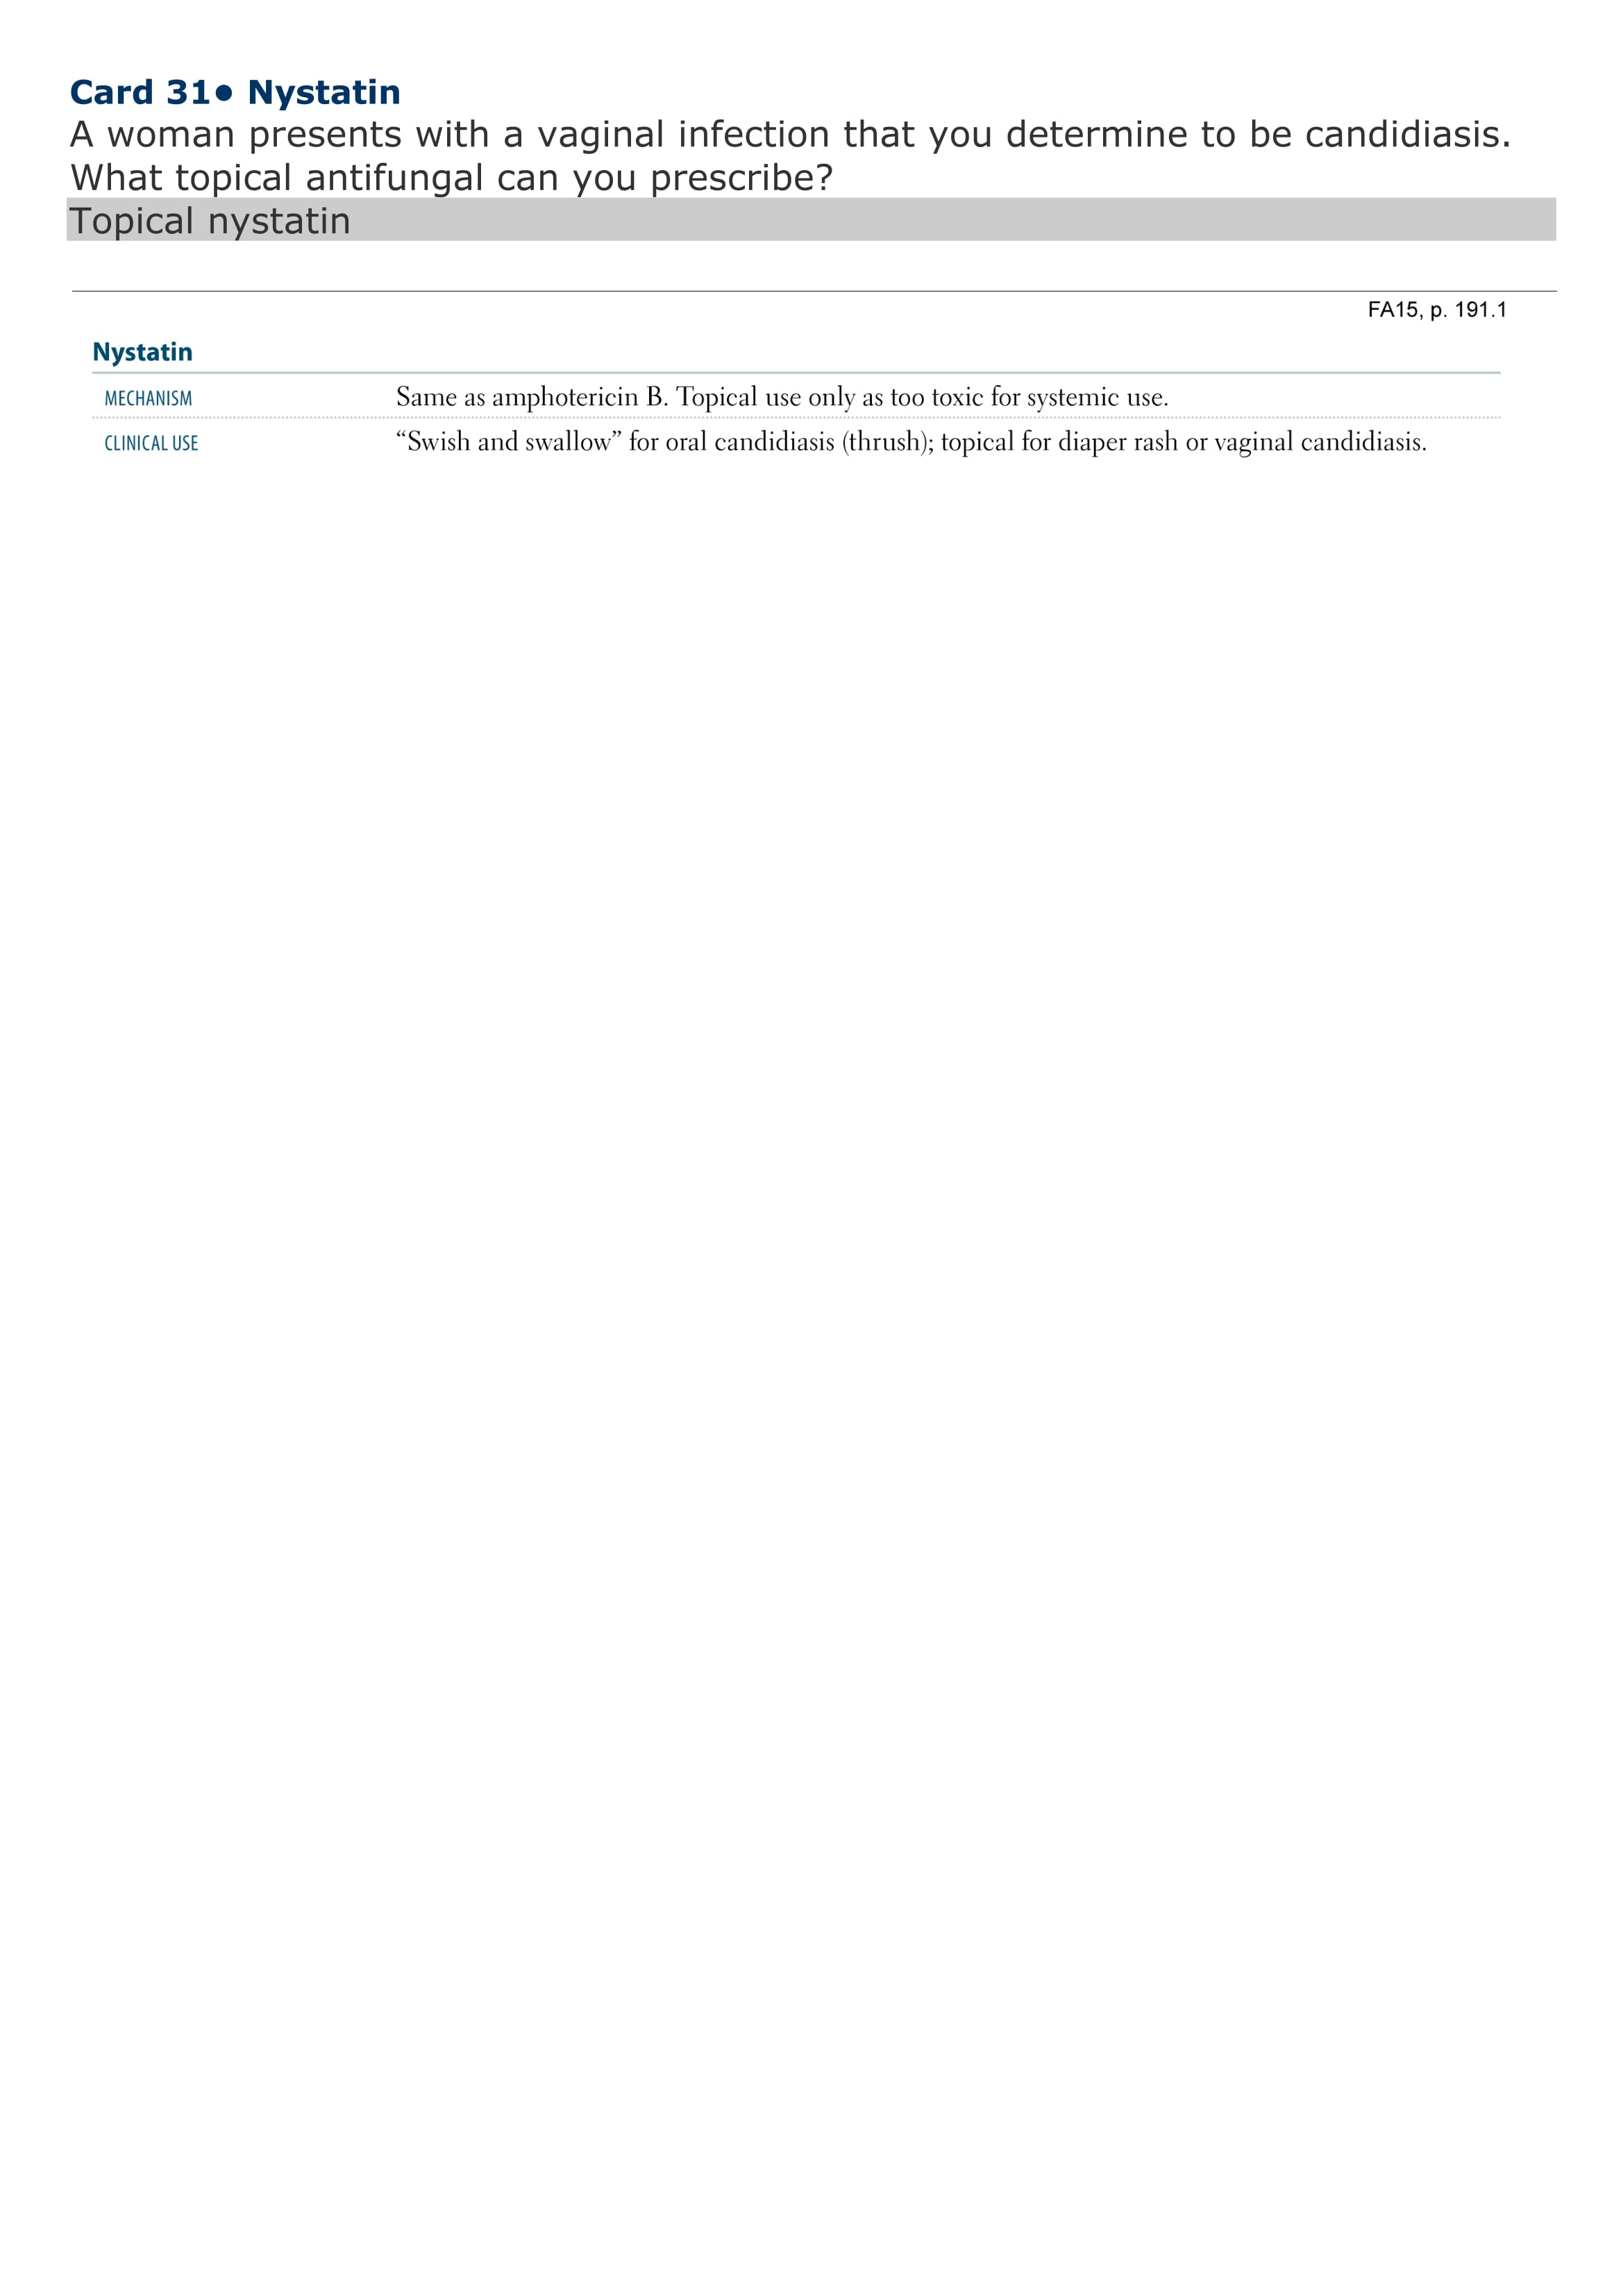 Card 31● Nystatin
A woman presents with a vaginal infection that you determine to be candidiasis.
What topical antifungal can you prescribe?
Topical nystatin
FA15, p. 191.1
Nystatin
MECHANISM Same as amphotericin B. Topical use only as too toxic for systemic use.
CLINICAL USE “Swish and swallow” for oral candidiasis (thrush); topical for diaper rash or vaginal candidiasis.